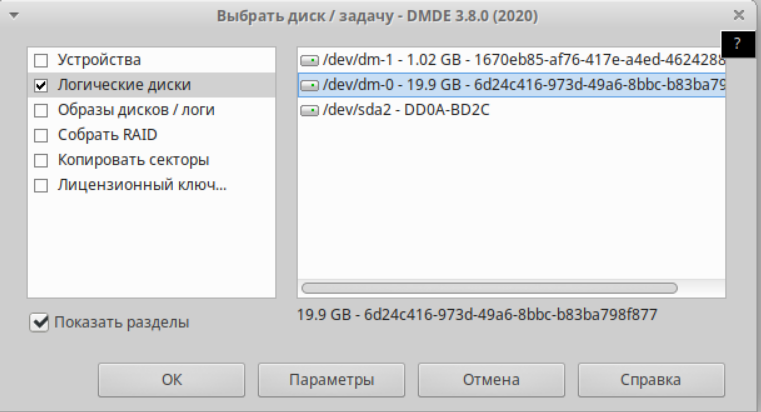 Выбрать диск / задачу - DMDE 3.8.0 (2020)
?
Устройства
Логические диски
Образы дисков / логи
Собрать RAID
Копировать секторы
Лицензионный ключ...
/dev/dm-1 - 1.02 GB - 1670eb85-af76-417e-a4ed-4624288
/dev/dm-0 - 19.9 GB - 6d24c416-973d-49a6-8bbc-b83ba79
/dev/sda2 - DD0A-BD2C
Показать разделы
19.9 GB - 6d24c416-973d-49a6-8bbc-b83ba798f877
ОК
Параметры
Отмена
Справка